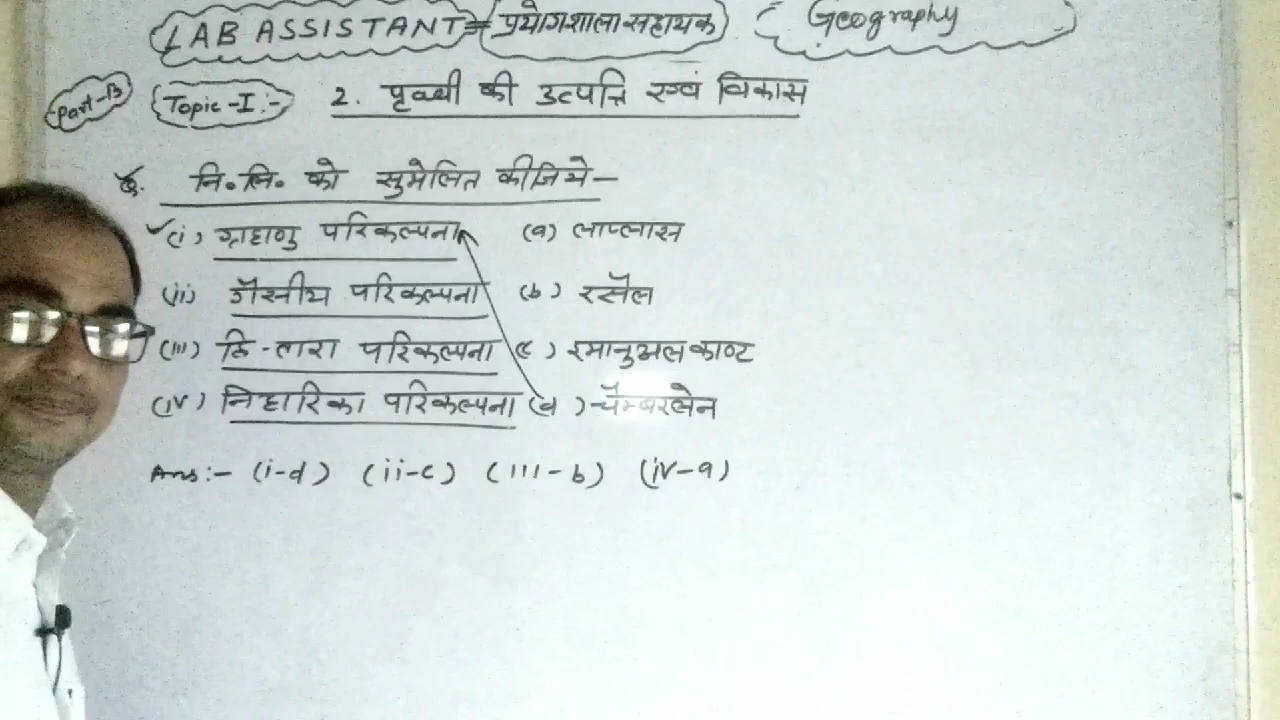 LAB ASSISTANT = प्रयोगशाला सहायक Geography
Part-B Topic-I :- 2. पृथ्वी की उत्पत्ति एवं विकास
नि.लि. को सुमेलित कीजिये-
(i) ग्रहाणु परिकल्पना (a) लाप्लास
(ii) गैसीय परिकल्पना (b) रसैल
(iii) द्वि-तारा परिकल्पना (c) इमानुअल काण्ट
(iv) निहारिका परिकल्पना (d) चैम्बरलेन
Ans:- (i-d) (ii-c) (iii-b) (iv-a)